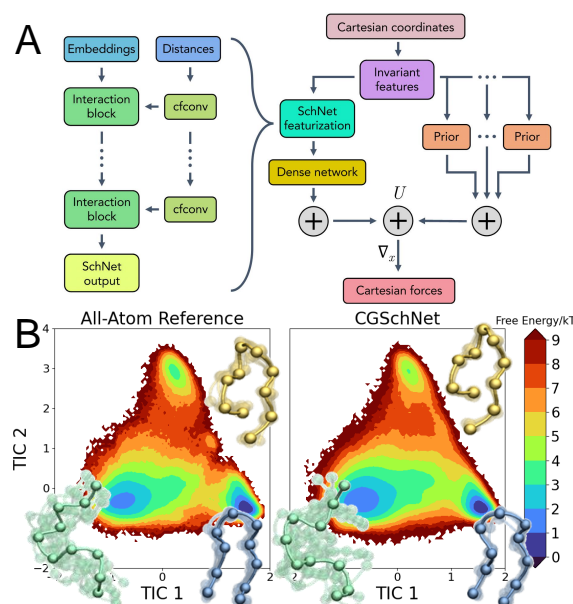 A
Cartesian coordinates
Embeddings
Distances
Invariant
features
Interaction
block
cfconv
SchNet
featurization
Prior
Prior
Dense network
U
Interaction
block
cfconv
∇x
SchNet
output
Cartesian forces
B
All-Atom Reference
CGSchNet
Free Energy/kT
4
3
2
1
0
−2
TIC 2
−2
0
2
0
2
TIC 1
TIC 1
9
8
7
6
5
4
3
2
1
0